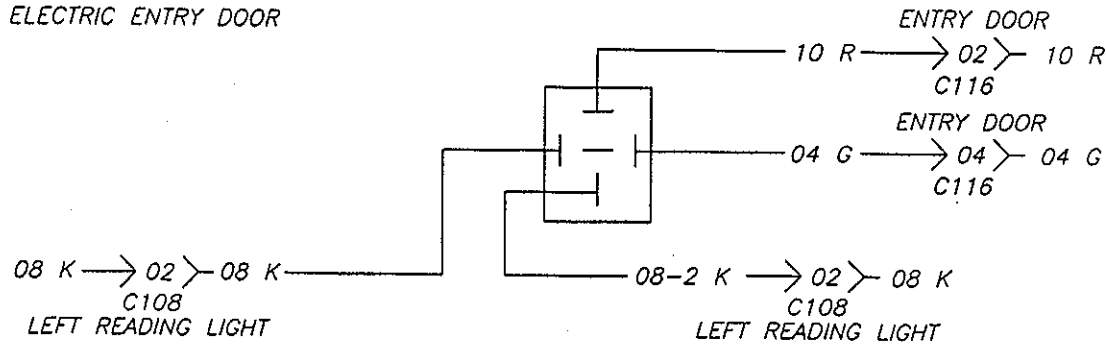 ELECTRIC ENTRY DOOR
ENTRY DOOR
10 R 02 10 R
C116
ENTRY DOOR
04 G 04 04 G
C116
08 K 02 08 K
C108
LEFT READING LIGHT
08-2 K 02 08 K
C108
LEFT READING LIGHT